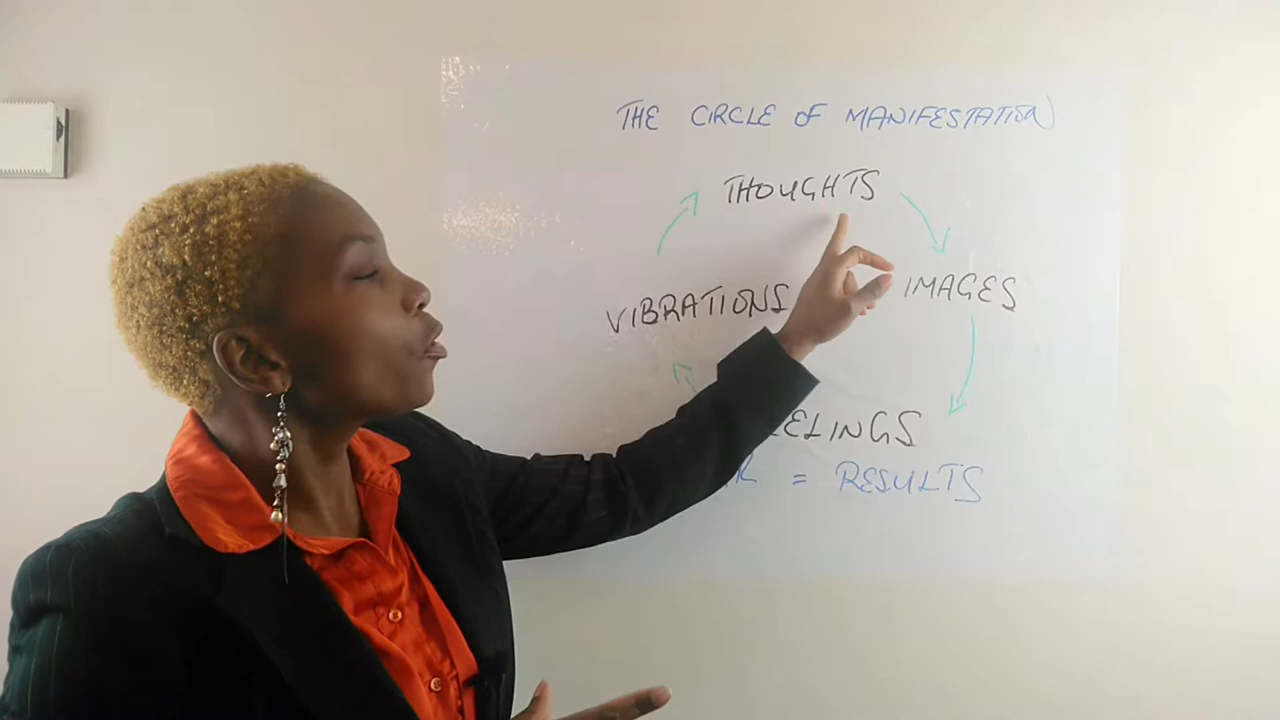 THE CIRCLE OF MANIFESTATION
THOUGHTS
IMAGES
VIBRATIONS
= RESULTS